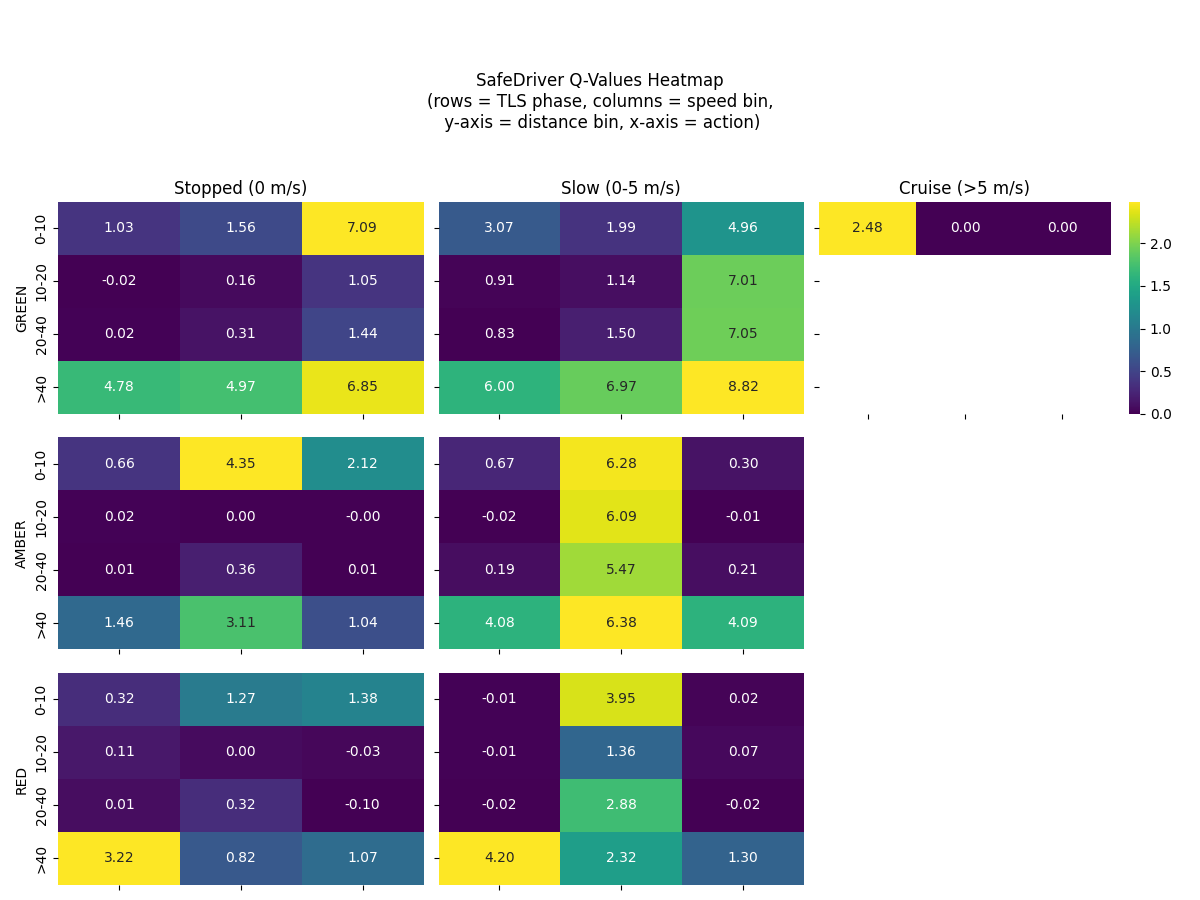 SafeDriver Q-Values Heatmap
(rows = TLS phase, columns = speed bin,
y-axis = distance bin, x-axis = action)
Stopped (0 m/s) Slow (0-5 m/s) Cruise (>5 m/s)
GREEN
0-10 1.03 1.56 7.09 3.07 1.99 4.96 2.48 0.00 0.00
10-20 -0.02 0.16 1.05 0.91 1.14 7.01
20-40 0.02 0.31 1.44 0.83 1.50 7.05
>40 4.78 4.97 6.85 6.00 6.97 8.82
2.0
1.5
1.0
0.5
0.0
AMBER
0-10 0.66 4.35 2.12 0.67 6.28 0.30
10-20 0.02 0.00 -0.00 -0.02 6.09 -0.01
20-40 0.01 0.36 0.01 0.19 5.47 0.21
>40 1.46 3.11 1.04 4.08 6.38 4.09
RED
0-10 0.32 1.27 1.38 -0.01 3.95 0.02
10-20 0.11 0.00 -0.03 -0.01 1.36 0.07
20-40 0.01 0.32 -0.10 -0.02 2.88 -0.02
>40 3.22 0.82 1.07 4.20 2.32 1.30